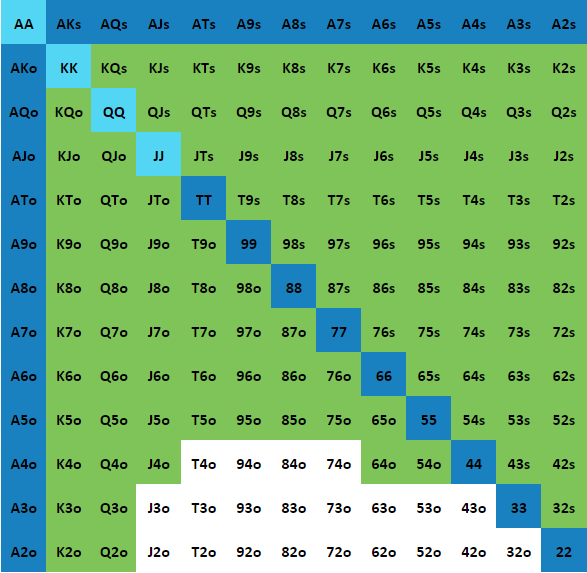 AA AKs AQs AJs ATs A9s A8s A7s A6s A5s A4s A3s A2s
AKo KK KQs KJs KTs K9s K8s K7s K6s K5s K4s K3s K2s
AQo KQo QQ QJs QTs Q9s Q8s Q7s Q6s Q5s Q4s Q3s Q2s
AJo KJo QJo JJ JTs J9s J8s J7s J6s J5s J4s J3s J2s
ATo KTo QTo JTo TT T9s T8s T7s T6s T5s T4s T3s T2s
A9o K9o Q9o J9o T9o 99 98s 97s 96s 95s 94s 93s 92s
A8o K8o Q8o J8o T8o 98o 88 87s 86s 85s 84s 83s 82s
A7o K7o Q7o J7o T7o 97o 87o 77 76s 75s 74s 73s 72s
A6o K6o Q6o J6o T6o 96o 86o 76o 66 65s 64s 63s 62s
A5o K5o Q5o J5o T5o 95o 85o 75o 65o 55 54s 53s 52s
A4o K4o Q4o J4o T4o 94o 84o 74o 64o 54o 44 43s 42s
A3o K3o Q3o J3o T3o 93o 83o 73o 63o 53o 43o 33 32s
A2o K2o Q2o J2o T2o 92o 82o 72o 62o 52o 42o 32o 22